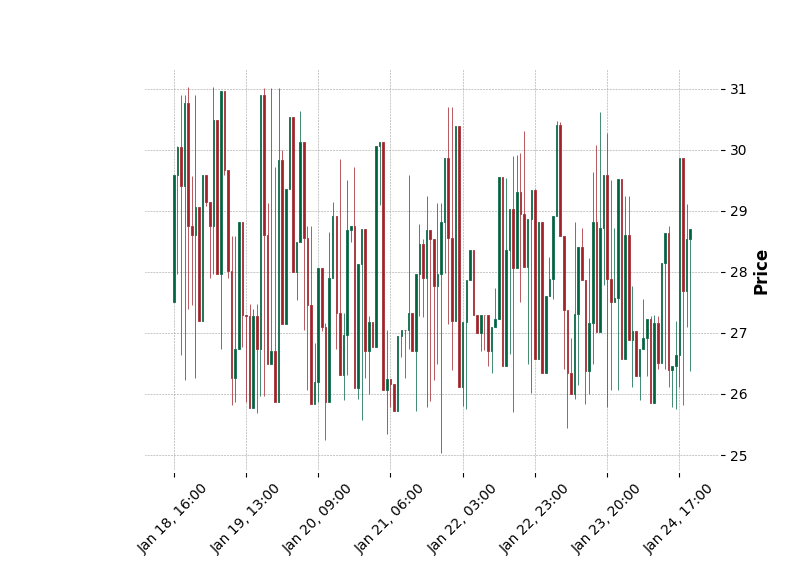 31
30
29
28
27
26
25
Price
Jan 18, 16:00
Jan 19, 13:00
Jan 20, 09:00
Jan 21, 06:00
Jan 22, 03:00
Jan 22, 23:00
Jan 23, 20:00
Jan 24, 17:00